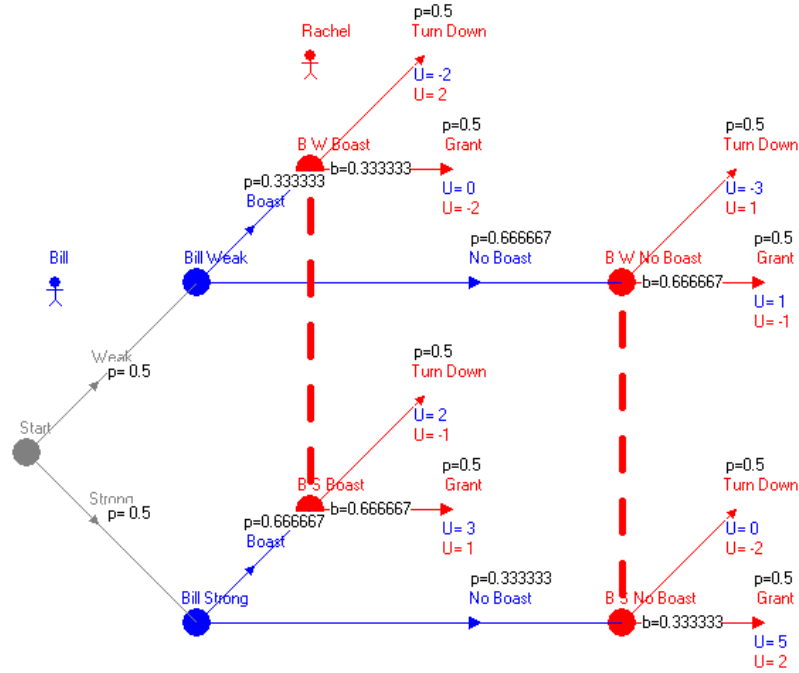 Rachel
p=0.5
Turn Down
U= -2
U= 2
p=0.5
Grant
B W Boast
b=0.333333
U= 0
U= -2
p=0.333333
Boast
p=0.5
Turn Down
U= -3
U= 1
Bill
Bill Weak
p=0.666667
No Boast
p=0.5
Grant
B W No Boast
b=0.666667
U= 1
U= -1
Weak
p= 0.5
p=0.5
Turn Down
U= 2
U= -1
Start
Strong
p= 0.5
p=0.5
Grant
B S Boast
b=0.666667
U= 3
U= 1
p=0.666667
Boast
p=0.5
Turn Down
U= 0
U= -2
Bill Strong
p=0.333333
No Boast
p=0.5
Grant
B S No Boast
b=0.333333
U= 5
U= 2